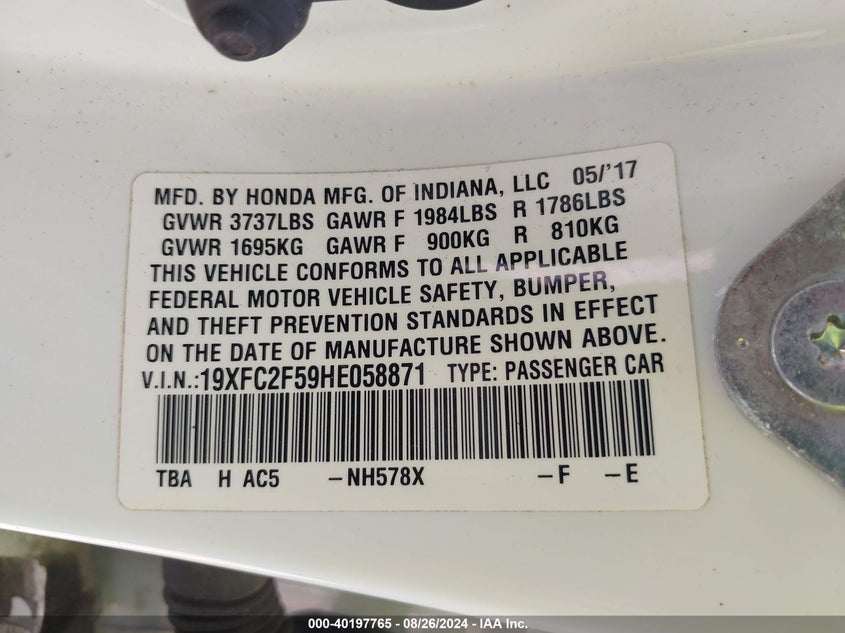 MFD. BY HONDA MFG. OF INDIANA, LLC 05/'17
GVWR 3737LBS GAWR F 1984LBS R 1786LBS
GVWR 1695KG GAWR F 900KG R 810KG
THIS VEHICLE CONFORMS TO ALL APPLICABLE
FEDERAL MOTOR VEHICLE SAFETY, BUMPER,
AND THEFT PREVENTION STANDARDS IN EFFECT
ON THE DATE OF MANUFACTURE SHOWN ABOVE.
V.I.N.:19XFC2F59HE058871 TYPE: PASSENGER CAR
TBA H AC5 -NH578X -F -E
000-40197765 - 08/26/2024 - IAA Inc.